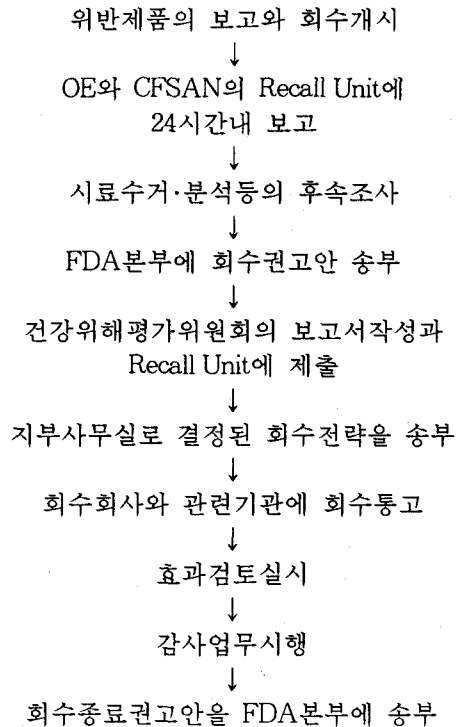 위반제품의 보고와 회수개시
↓
OE와 CFSAN의 Recall Unit에
24시간내 보고
↓
시료수거·분석등의 후속조사
↓
FDA본부에 회수권고안 송부
↓
건강위해평가위원회의 보고서작성과
Recall Unit에 제출
↓
지부사무실로 결정된 회수전략을 송부
↓
회수회사와 관련기관에 회수통고
↓
효과검토실시
↓
감사업무시행
↓
회수종료권고안을 FDA본부에 송부